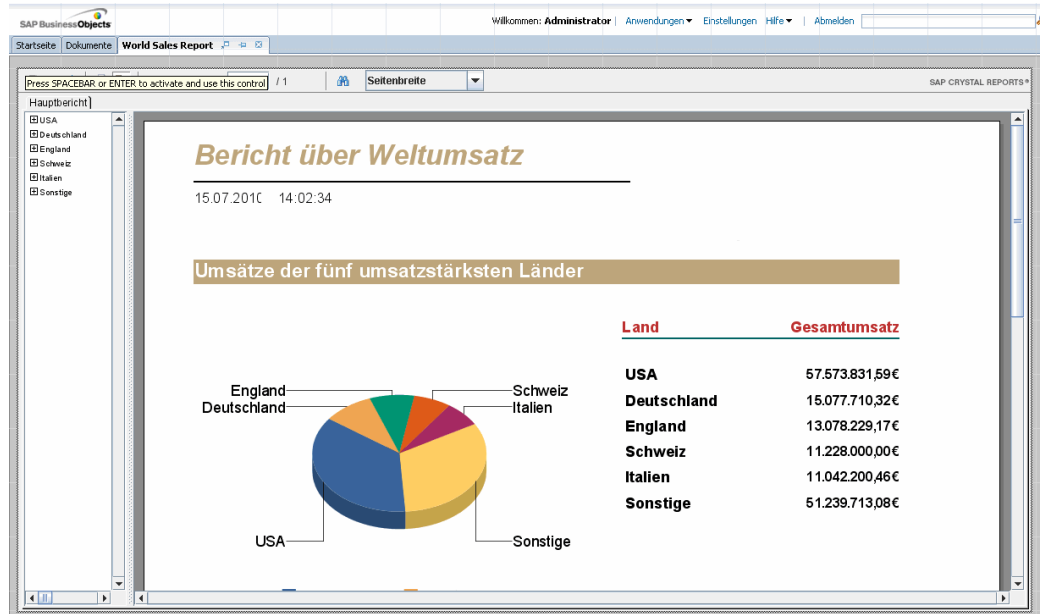 SAP BusinessObjects
Willkommen: Administrator | Anwendungen Einstellungen Hilfe | Abmelden
Startseite Dokumente World Sales Report
Press SPACEBAR or ENTER to activate and use this control / 1 Seitenbreite SAP CRYSTAL REPORTS®
Hauptbericht
USA
Deutschland
England
Schweiz
Italien
Sonstige
Bericht über Weltumsatz
15.07.2010 14:02:34
Umsätze der fünf umsatzstärksten Länder
England
Deutschland
Schweiz
Italien
USA
Sonstige
Land Gesamtumsatz
USA 57.573.831,59€
Deutschland 15.077.710,32€
England 13.078.229,17€
Schweiz 11.228.000,00€
Italien 11.042.200,46€
Sonstige 51.239.713,08€